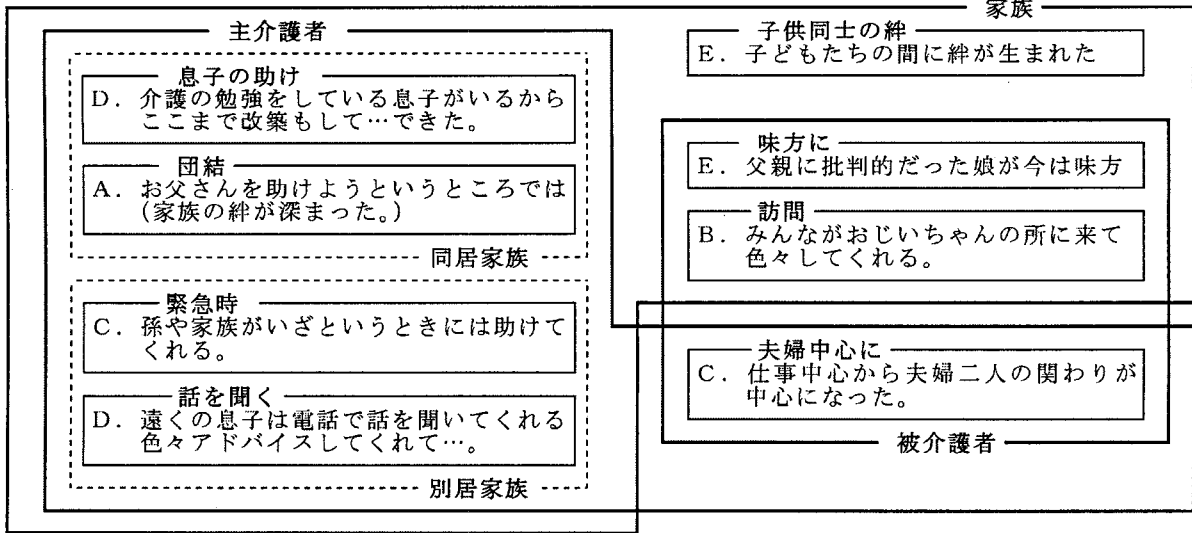 家族
主介護者
息子の助け
D. 介護の勉強をしている息子がいるから
ここまで改築もして…できた。
団結
A. お父さんを助けようというところでは
(家族の絆が深まった。)
同居家族
緊急時
C. 孫や家族がいざというときには助けて
くれる。
話を聞く
D. 遠くの息子は電話で話を聞いてくれる
色々アドバイスしてくれて…。
別居家族
子供同士の絆
E. 子どもたちの間に絆が生まれた
味方に
E. 父親に批判的だった娘が今は味方
訪問
B. みんながおじいちゃんの所に来て
色々してくれる。
夫婦中心に
C. 仕事中心から夫婦二人の関わりが
中心になった。
被介護者